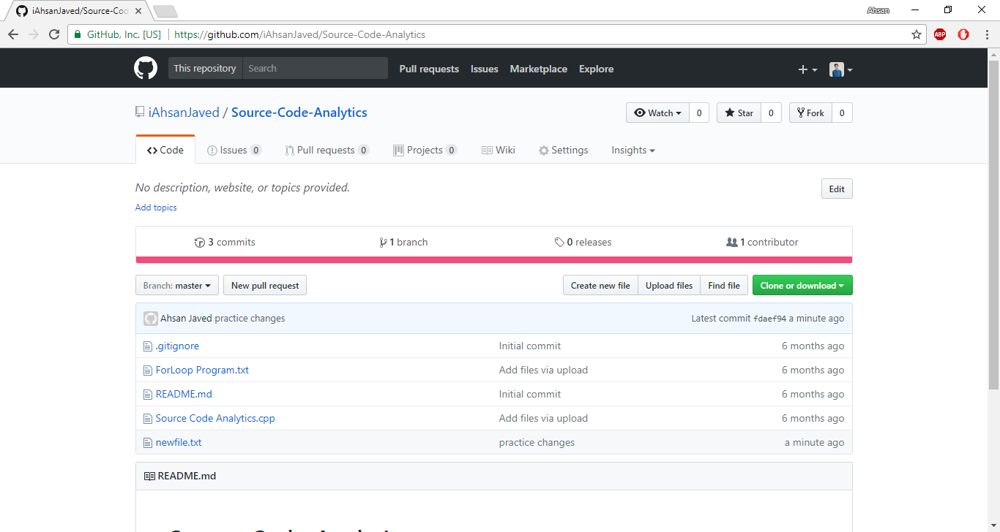 iAhsanJaved/Source-Cod
Ahsan
GitHub, Inc. [US] https://github.com/iAhsanJaved/Source-Code-Analytics
ABP
This repository Search Pull requests Issues Marketplace Explore
iAhsanJaved / Source-Code-Analytics
Watch 0 Star 0 Fork 0
Code Issues 0 Pull requests 0 Projects 0 Wiki Settings Insights
No description, website, or topics provided.
Edit
Add topics
3 commits 1 branch 0 releases 1 contributor
Branch: master New pull request Create new file Upload files Find file Clone or download
Ahsan Javed practice changes Latest commit fdaef94 a minute ago
.gitignore Initial commit 6 months ago
ForLoop Program.txt Add files via upload 6 months ago
README.md Initial commit 6 months ago
Source Code Analytics.cpp Add files via upload 6 months ago
newfile.txt practice changes a minute ago
README.md